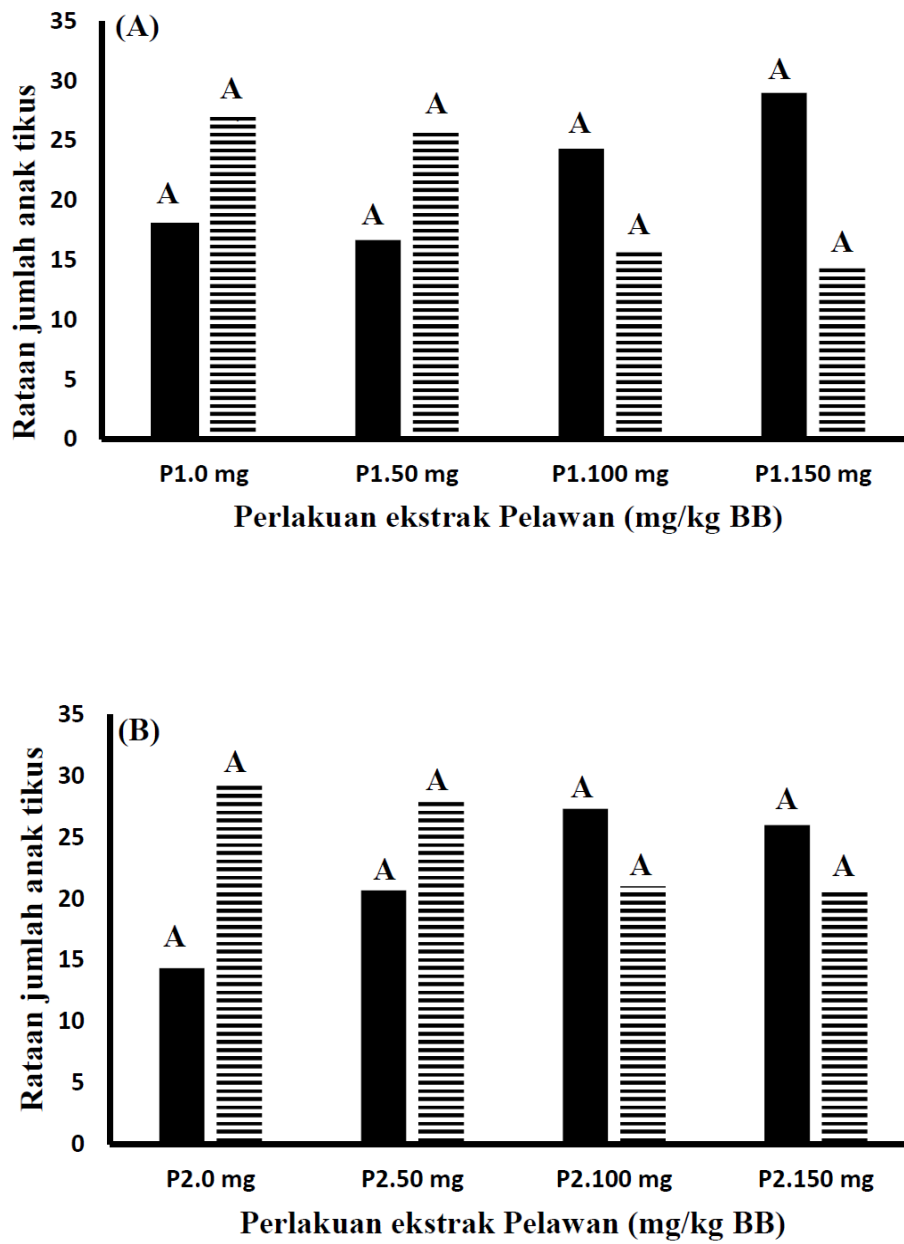 (A)
Rataan jumlah anak tikus
35
30
25
20
15
10
5
0
A A A A A A A A
P1.0 mg P1.50 mg P1.100 mg P1.150 mg
Perlakuan ekstrak Pelawan (mg/kg BB)
(B)
Rataan jumlah anak tikus
35
30
25
20
15
10
5
0
A A A A A A A A
P2.0 mg P2.50 mg P2.100 mg P2.150 mg
Perlakuan ekstrak Pelawan (mg/kg BB)